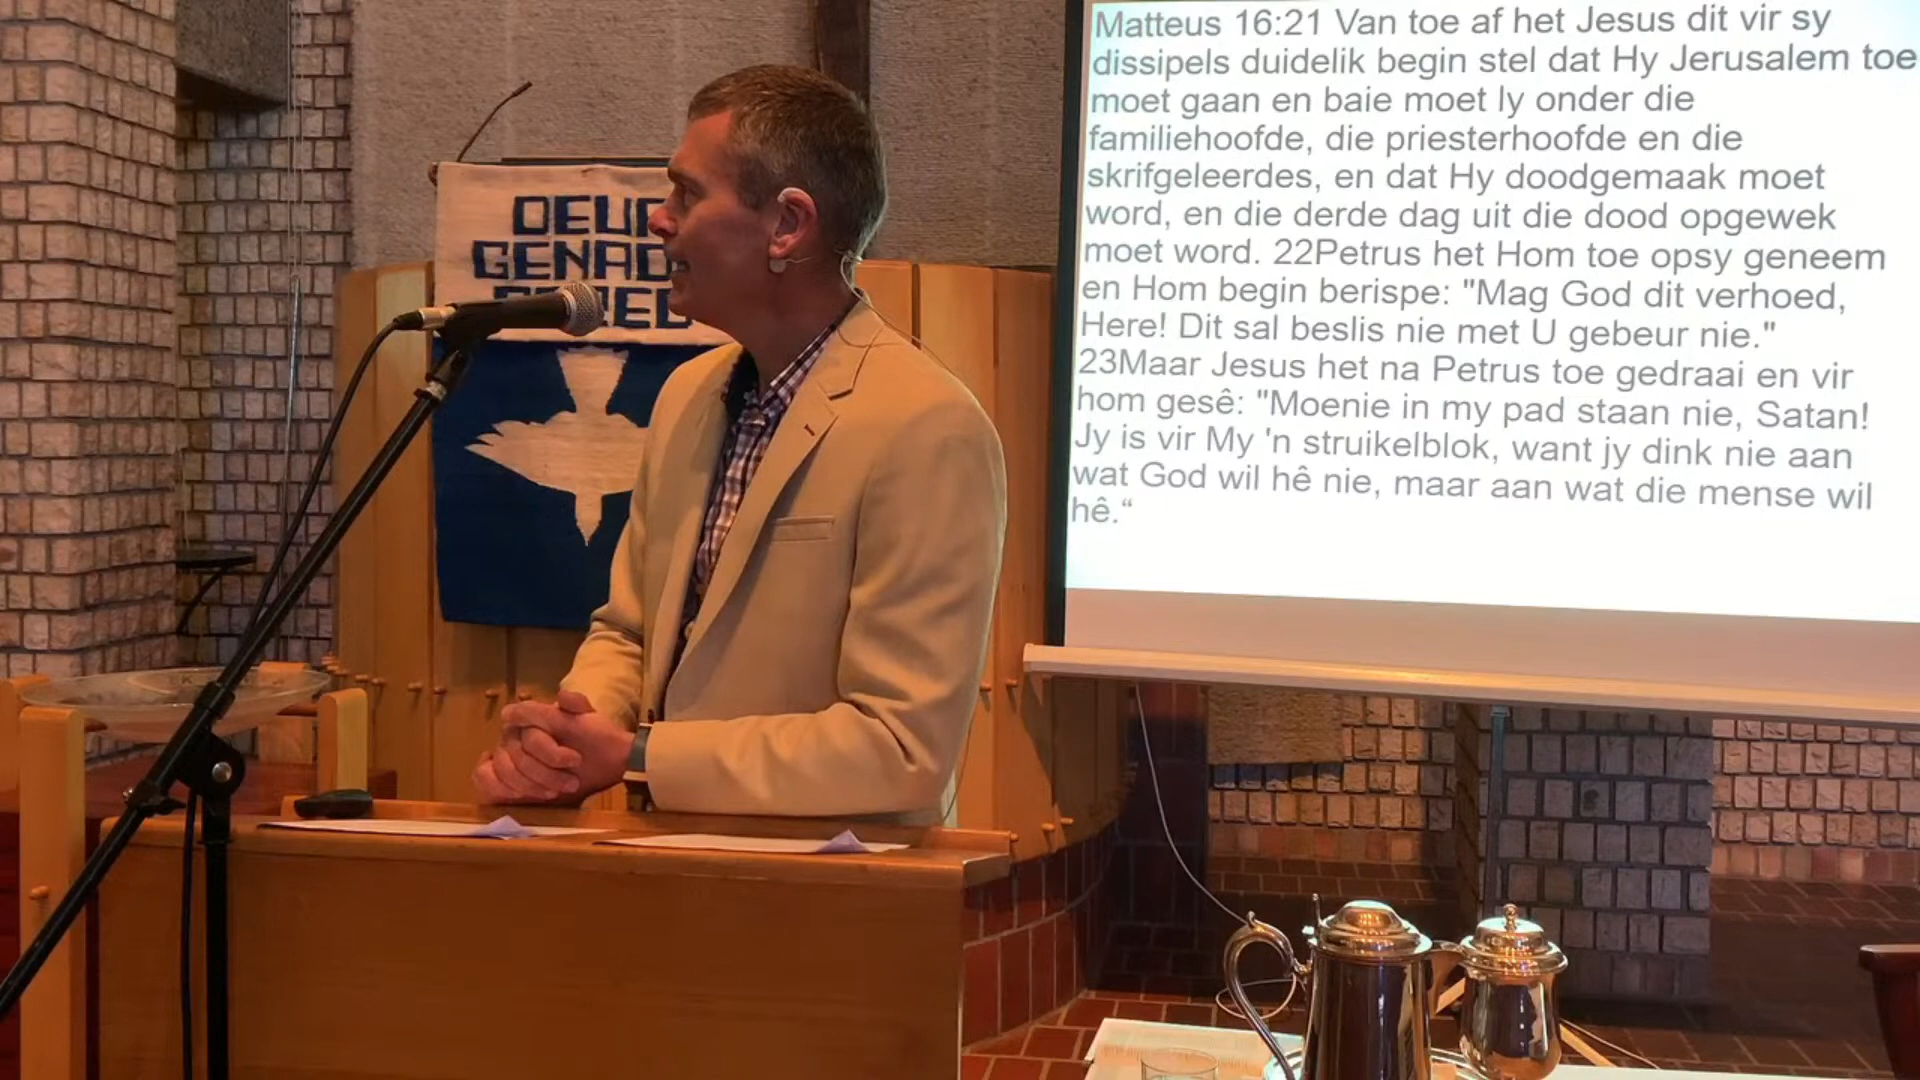 DEUR
GENADE
Matteus 16:21 Van toe af het Jesus dit vir sy
dissipels duidelik begin stel dat Hy Jerusalem toe
moet gaan en baie moet ly onder die
familiehoofde, die priesterhoofde en die
skrifgeleerdes, en dat Hy doodgemaak moet
word, en die derde dag uit die dood opgewek
moet word. 22Petrus het Hom toe opsy geneem
en Hom begin berispe: "Mag God dit verhoed,
Here! Dit sal beslis nie met U gebeur nie."
23Maar Jesus het na Petrus toe gedraai en vir
hom gesê: "Moenie in my pad staan nie, Satan!
Jy is vir My 'n struikelblok, want jy dink nie aan
wat God wil hê nie, maar aan wat die mense wil
hê.“